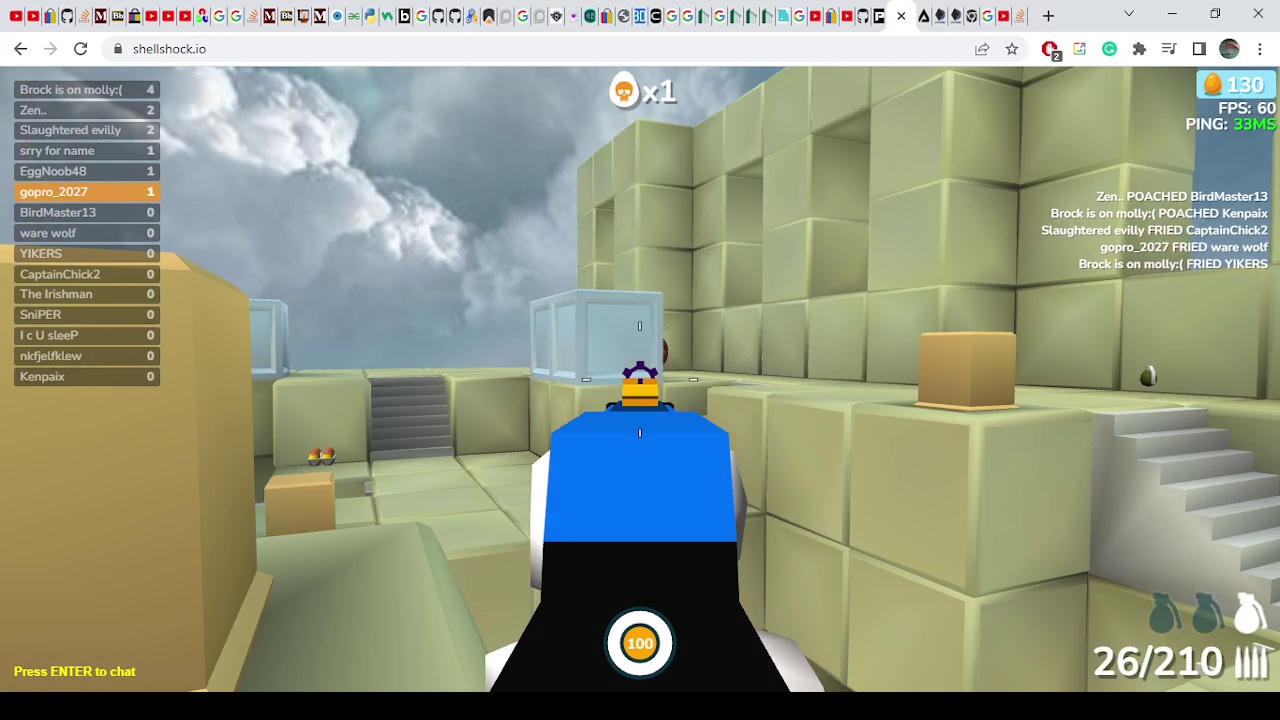 shellshock.io
2
Brock is on molly:( 4
Zen.. 2
Slaughtered evilly 2
srry for name 1
EggNoob48 1
gopro_2027 1
BirdMaster13 0
ware wolf 0
YIKERS 0
CaptainChick2 0
The Irishman 0
SniPER 0
I c U sleeP 0
nkfjelfklew 0
Kenpaix 0
x1
130
FPS: 60
PING: 33MS
Zen.. POACHED BirdMaster13
Brock is on molly:( POACHED Kenpaix
Slaughtered evilly FRIED CaptainChick2
gopro_2027 FRIED ware wolf
Brock is on molly:( FRIED YIKERS
100
Press ENTER to chat
26/210